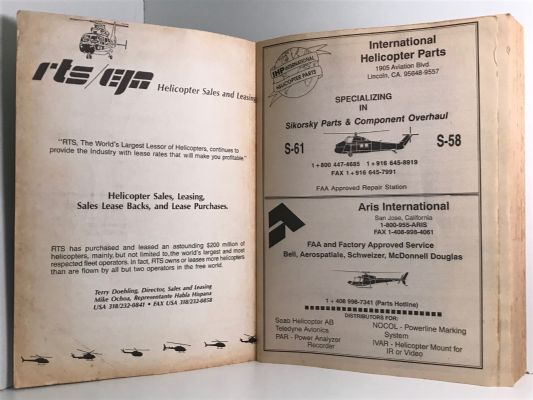 rts/eja
Helicopter Sales and Leasing
"RTS, The World's Largest Lessor of Helicopters, continues to
provide the Industry with lease rates that will make you profitable."
Helicopter Sales, Leasing,
Sales Lease Backs, and Lease Purchases.
RTS has purchased and leased an astounding $200 million of
helicopters, mainly, but not limited to, the world's largest and most
respected fleet operators. In fact, RTS owns or leases more helicopters
than are flown by all but two operators in the free world.
Terry Doehling, Director, Sales and Leasing
Mike Ochoa, Representante Habla Hispana
USA 318/232-0841 • FAX USA 318/232-0858
IHP INTERNATIONAL
HELICOPTER PARTS
International
Helicopter Parts
1905 Aviation Blvd.
Lincoln, CA. 95648-9557
SPECIALIZING
IN
Sikorsky Parts & Component Overhaul
S-61
S-58
1+800 447-4685 1+916 645-8919
FAX 1+916 645-7991
FAA Approved Repair Station
Aris International
San Jose, California
1-800-955-ARIS
FAX 1-408-998-4061
FAA and Factory Approved Service
Bell, Aerospatiale, Schweizer, McDonnell Douglas
1 + 408 998-7341 (Parts Hotline)
DISTRIBUTORS FOR:
Saab Helicopter AB
Teledyne Avionics
PAR - Power Analyzer
Recorder
NOCOL - Powerline Marking
System
IVAR - Helicopter Mount for
IR or Video